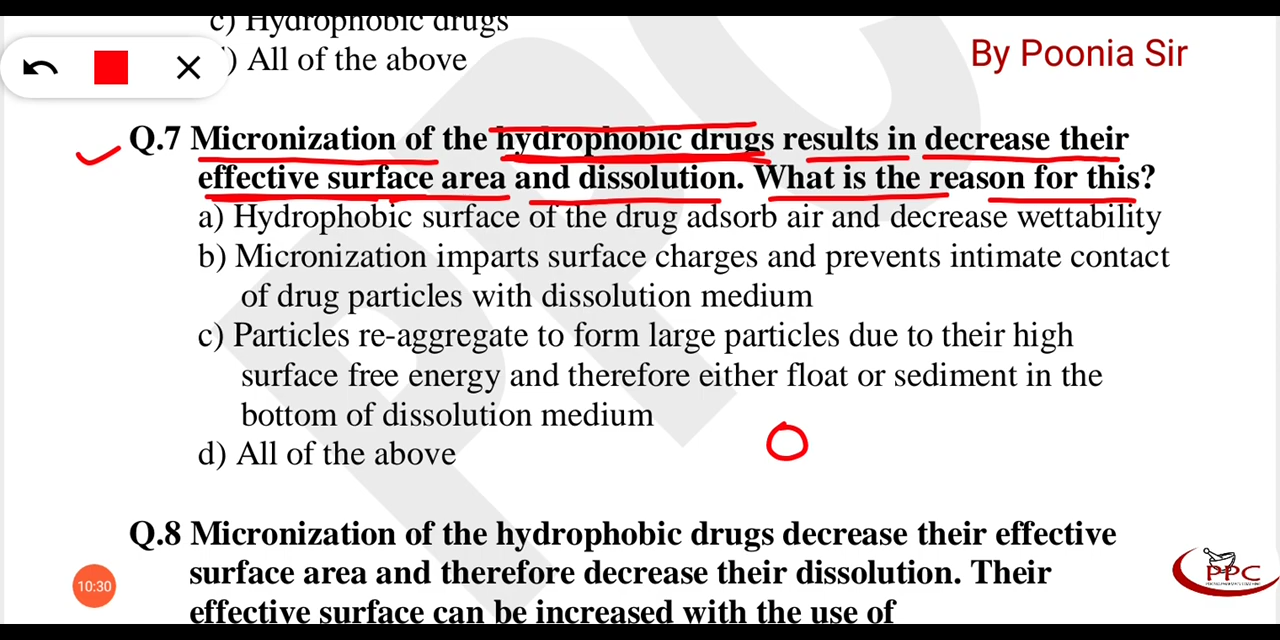 c) Hydrophobic drugs
) All of the above
By Poonia Sir
Q.7 Micronization of the hydrophobic drugs results in decrease their
effective surface area and dissolution. What is the reason for this?
a) Hydrophobic surface of the drug adsorb air and decrease wettability
b) Micronization imparts surface charges and prevents intimate contact
of drug particles with dissolution medium
c) Particles re-aggregate to form large particles due to their high
surface free energy and therefore either float or sediment in the
bottom of dissolution medium
d) All of the above
Q.8 Micronization of the hydrophobic drugs decrease their effective
surface area and therefore decrease their dissolution. Their
effective surface can be increased with the use of
10:30
PPC